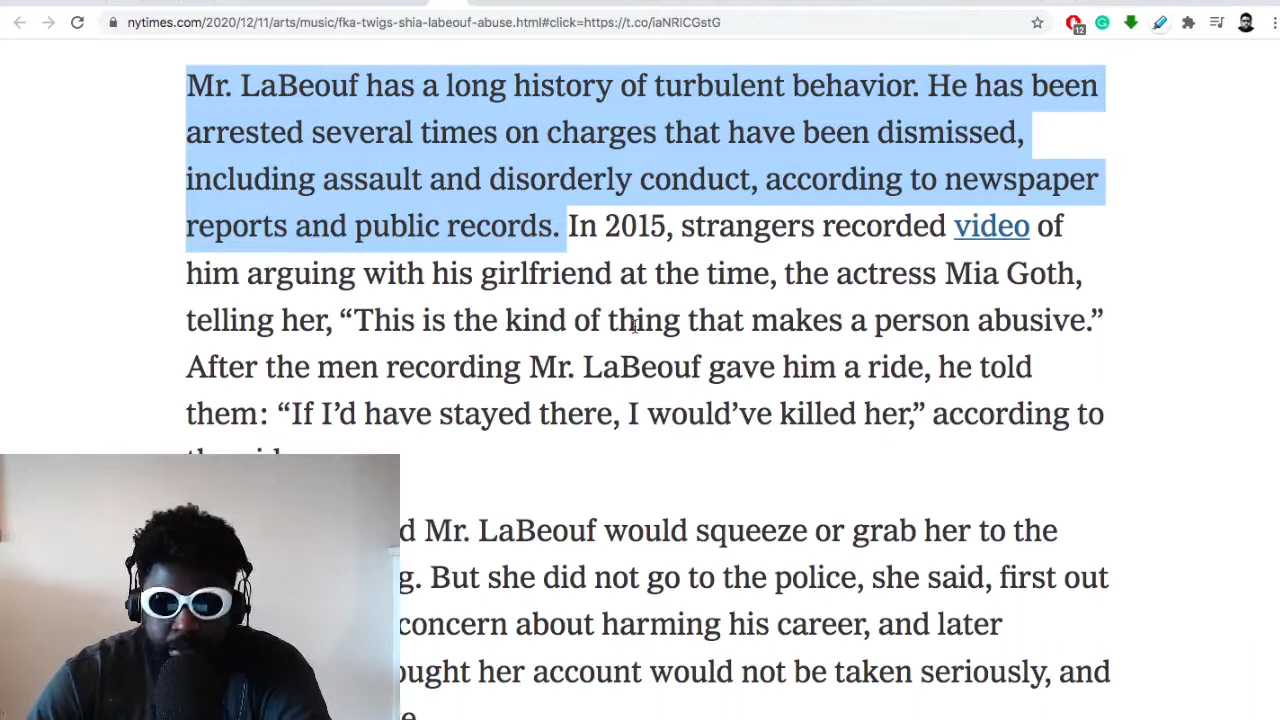 nytimes.com/2020/12/11/arts/music/fka-twigs-shia-labeouf-abuse.html#click=https://t.co/iaNRICGstG
12
Mr. LaBeouf has a long history of turbulent behavior. He has been
arrested several times on charges that have been dismissed,
including assault and disorderly conduct, according to newspaper
reports and public records. In 2015, strangers recorded video of
him arguing with his girlfriend at the time, the actress Mia Goth,
telling her, “This is the kind of thing that makes a person abusive.”
After the men recording Mr. LaBeouf gave him a ride, he told
them: “If I’d have stayed there, I would’ve killed her,” according to
Mr. LaBeouf would squeeze or grab her to the
But she did not go to the police, she said, first out
concern about harming his career, and later
her account would not be taken seriously, and